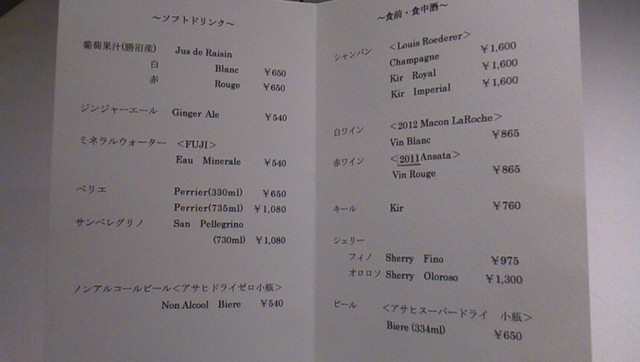 ～ソフトドリンク～
葡萄果汁(勝沼産) Jus de Raisin
白 Blanc ￥650
赤 Rouge ￥650
ジンジャーエール Ginger Ale ￥540
ミネラルウォーター ＜FUJI＞
Eau Minerale ￥540
ペリエ Perrier(330ml) ￥650
Perrier(735ml) ￥1,080
サンペレグリノ San Pellegrino
(730ml) ￥1,080
ノンアルコールビール＜アサヒドライゼロ小瓶＞
Non Alcool Biere ￥540
～食前・食中酒～
シャンパン ＜Louis Roederer＞
Champagne ￥1,600
Kir Royal ￥1,600
Kir Imperial ￥1,600
白ワイン ＜2012 Macon LaRoche＞
Vin Blanc ￥865
赤ワイン ＜2011Ansata＞
Vin Rouge ￥865
キール Kir ￥760
シェリー
フィノ Sherry Fino ￥975
オロロソ Sherry Oloroso ￥1,300
ビール ＜アサヒスーパードライ 小瓶＞
Biere (334ml) ￥650